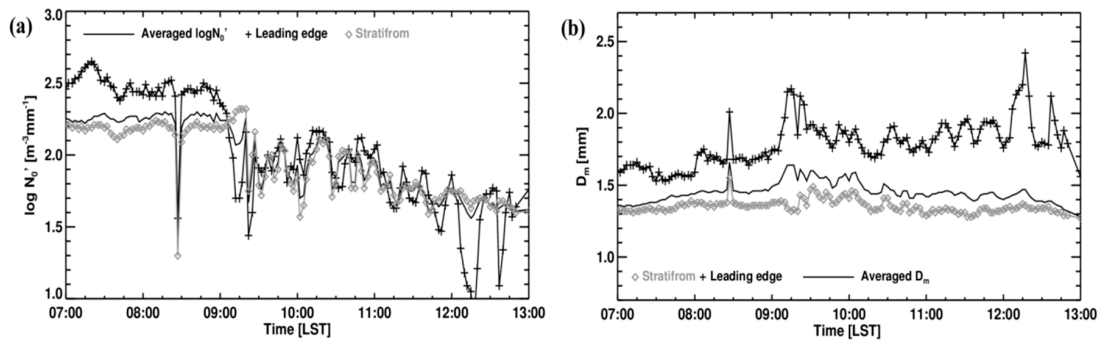 (a)
3.0
2.5
2.0
1.5
1.0
log N₀' [m⁻³mm⁻¹]
Averaged logN₀' + Leading edge ◇ Stratifrom
07:00 08:00 09:00 10:00 11:00 12:00 13:00
Time [LST]
(b)
2.5
2.0
1.5
1.0
Dₘ [mm]
◇ Stratifrom + Leading edge Averaged Dₘ
07:00 08:00 09:00 10:00 11:00 12:00 13:00
Time [LST]